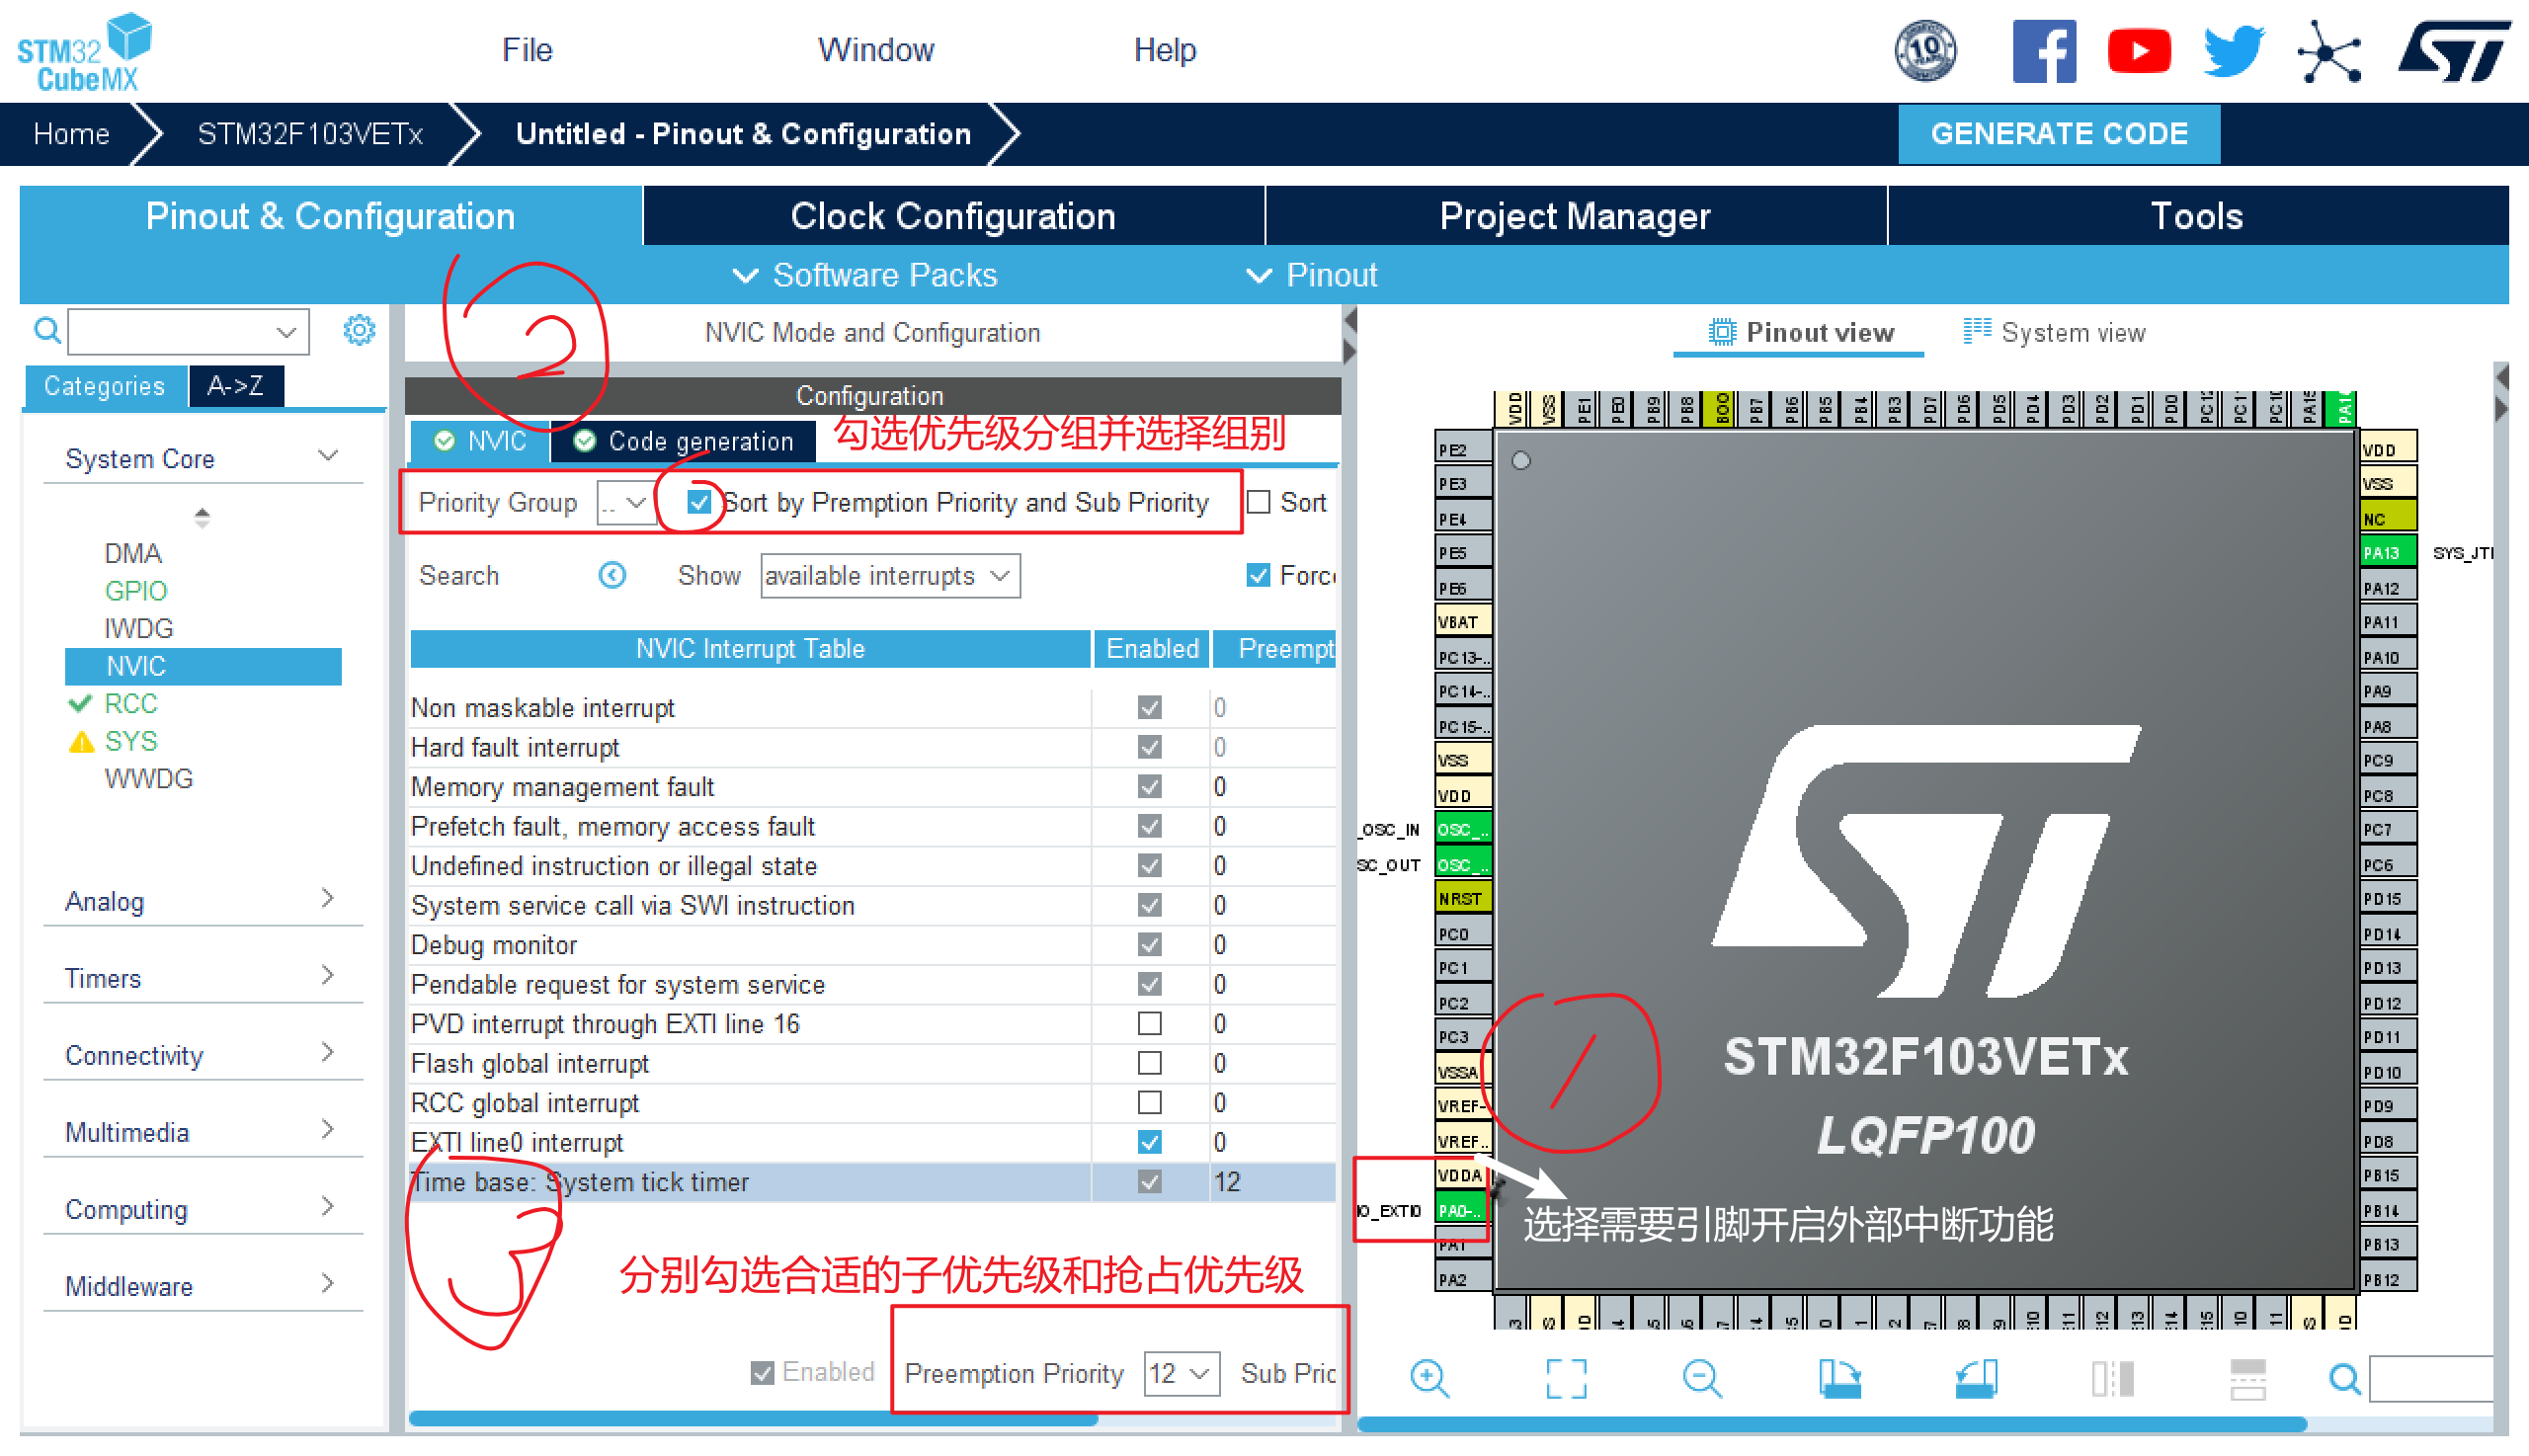 STM32
CubeMX
File
Window
Help
10
Home
STM32F103VETx
Untitled - Pinout & Configuration
GENERATE CODE
Pinout & Configuration
Clock Configuration
Project Manager
Tools
Software Packs
Pinout
2
NVIC Mode and Configuration
Pinout view
System view
Categories
A->Z
Configuration
NVIC
Code generation
勾选优先级分组并选择组别
Priority Group
..
Sort by Premption Priority and Sub Priority
Sort
Search
Show
available interrupts
Force
System Core
DMA
GPIO
IWDG
NVIC
RCC
SYS
WWDG
Analog
Timers
Connectivity
Multimedia
Computing
Middleware
NVIC Interrupt Table
Enabled
Preempt
Non maskable interrupt 0
Hard fault interrupt 0
Memory management fault 0
Prefetch fault, memory access fault 0
Undefined instruction or illegal state 0
System service call via SWI instruction 0
Debug monitor 0
Pendable request for system service 0
PVD interrupt through EXTI line 16 0
Flash global interrupt 0
RCC global interrupt 0
EXTI line0 interrupt 0
Time base: System tick timer 12
3
分别勾选合适的子优先级和抢占优先级
Enabled
Preemption Priority
12
Sub Prio
VDD VSS PE1 PE0 PB9 PB8 BOO PB7 PB6 PB5 PB4 PB3 PD7 PD6 PD5 PD4 PD3 PD2 PD1 PD0 PC12 PC11 PC10 PA15 PA14
PE2
PE3
PE4
PE5
PE6
VBAT
PC13-..
PC14-..
PC15-..
VSS
VDD
_OSC_IN OSC_..
SC_OUT OSC_..
NRST
PC0
PC1
PC2
PC3
VSSA
VREF-
VREF..
VDDA
IO_EXTI0 PA0-..
PA1
PA2
ST
STM32F103VETx
LQFP100
1
选择需要引脚开启外部中断功能
VDD
VSS
NC
PA13 SYS_JT
PA12
PA11
PA10
PA9
PA8
PC9
PC8
PC7
PC6
PD15
PD14
PD13
PD12
PD11
PD10
PD9
PD8
PB15
PB14
PB13
PB12